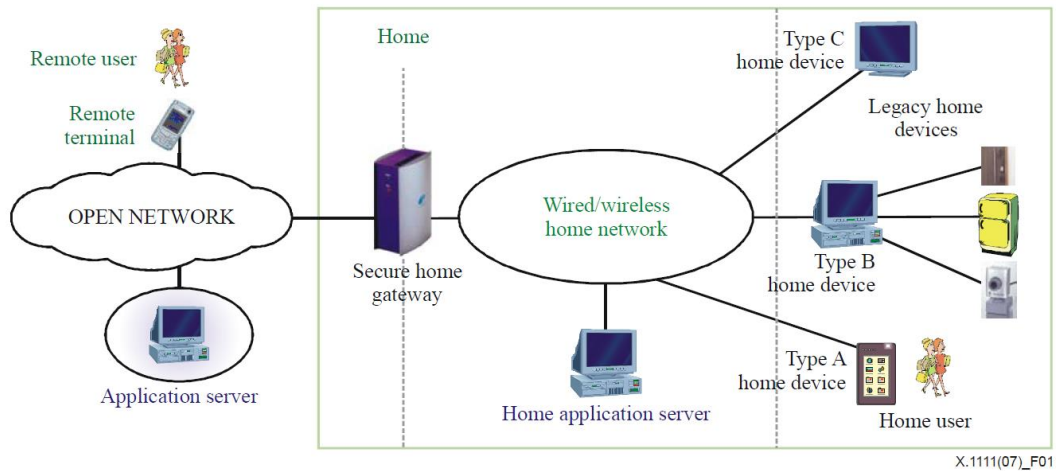 Remote user
Remote
terminal
OPEN NETWORK
Application server
Home
Secure home
gateway
Wired/wireless
home network
Home application server
Type C
home device
Legacy home
devices
Type B
home device
Type A
home device
Home user
X.1111(07)_F01